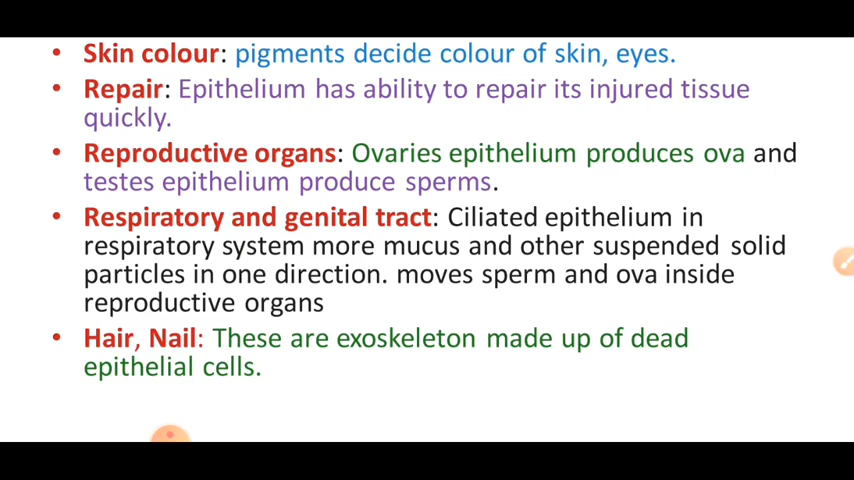 • Skin colour: pigments decide colour of skin, eyes.
• Repair: Epithelium has ability to repair its injured tissue
quickly.
• Reproductive organs: Ovaries epithelium produces ova and
testes epithelium produce sperms.
• Respiratory and genital tract: Ciliated epithelium in
respiratory system more mucus and other suspended solid
particles in one direction. moves sperm and ova inside
reproductive organs
• Hair, Nail: These are exoskeleton made up of dead
epithelial cells.